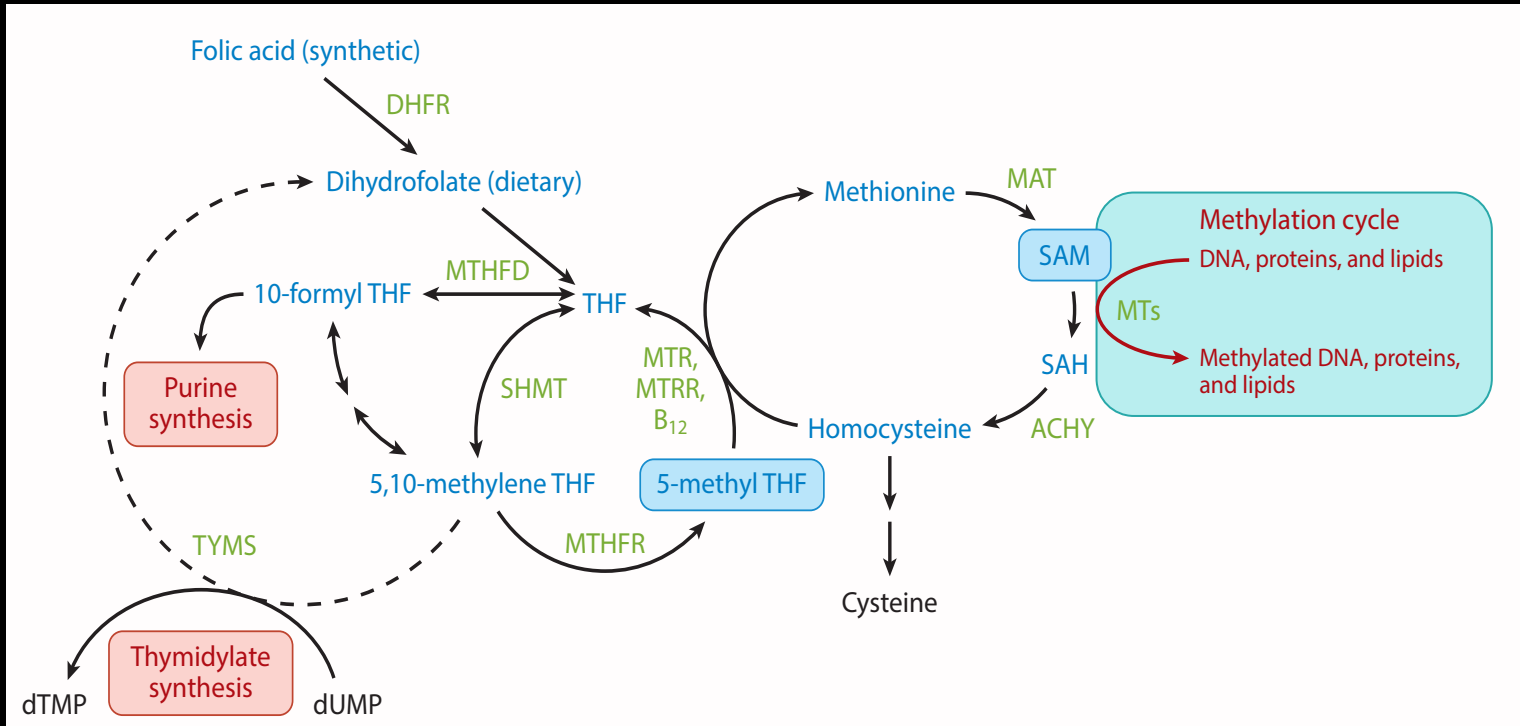 Folic acid (synthetic)
DHFR
Dihydrofolate (dietary)
Methionine
MAT
Methylation cycle
SAM
DNA, proteins, and lipids
MTHFD
10-formyl THF
THF
MTs
MTR,
MTRR,
B₁₂
SAH
Methylated DNA, proteins,
and lipids
Purine
synthesis
SHMT
Homocysteine
ACHY
5,10-methylene THF
5-methyl THF
TYMS
MTHFR
Cysteine
Thymidylate
synthesis
dTMP
dUMP